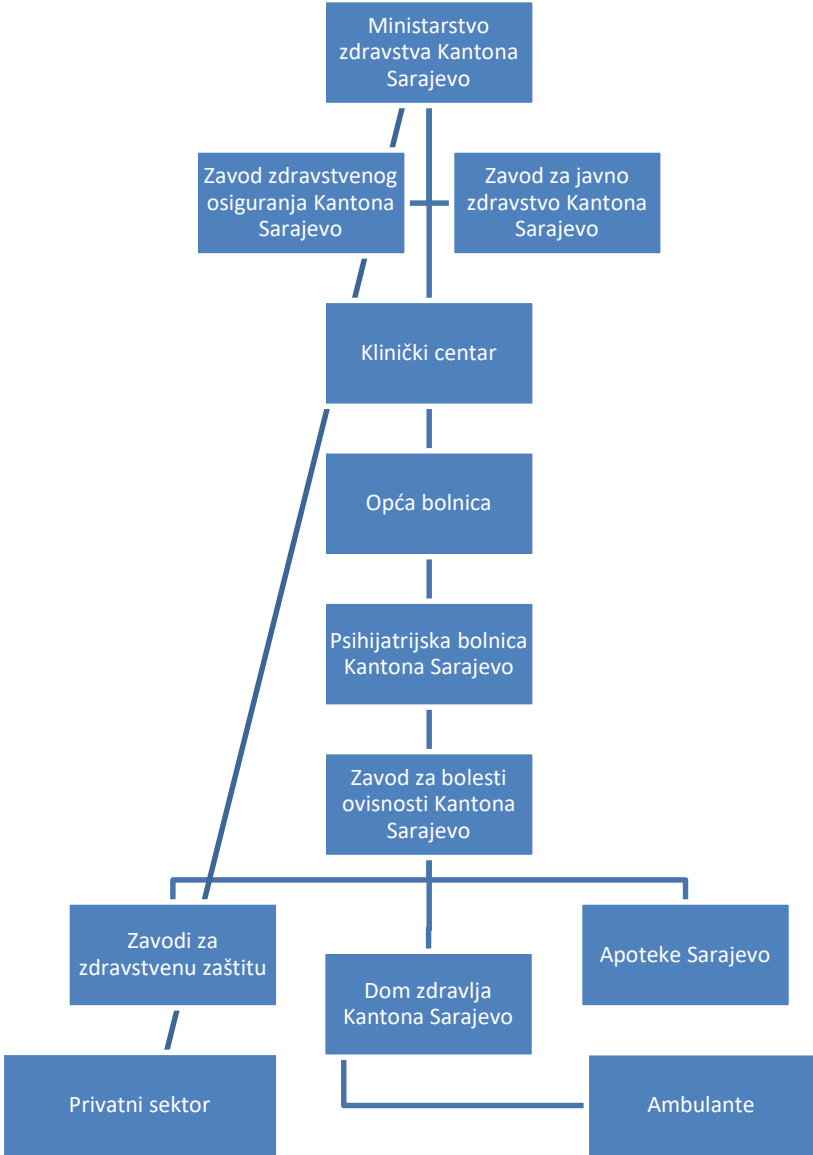 Ministarstvo
zdravstva Kantona
Sarajevo
Zavod zdravstvenog
osiguranja Kantona
Sarajevo
Zavod za javno
zdravstvo Kantona
Sarajevo
Klinički centar
Opća bolnica
Psihijatrijska bolnica
Kantona Sarajevo
Zavod za bolesti
ovisnosti Kantona
Sarajevo
Zavodi za
zdravstvenu zaštitu
Dom zdravlja
Kantona Sarajevo
Apoteke Sarajevo
Privatni sektor
Ambulante